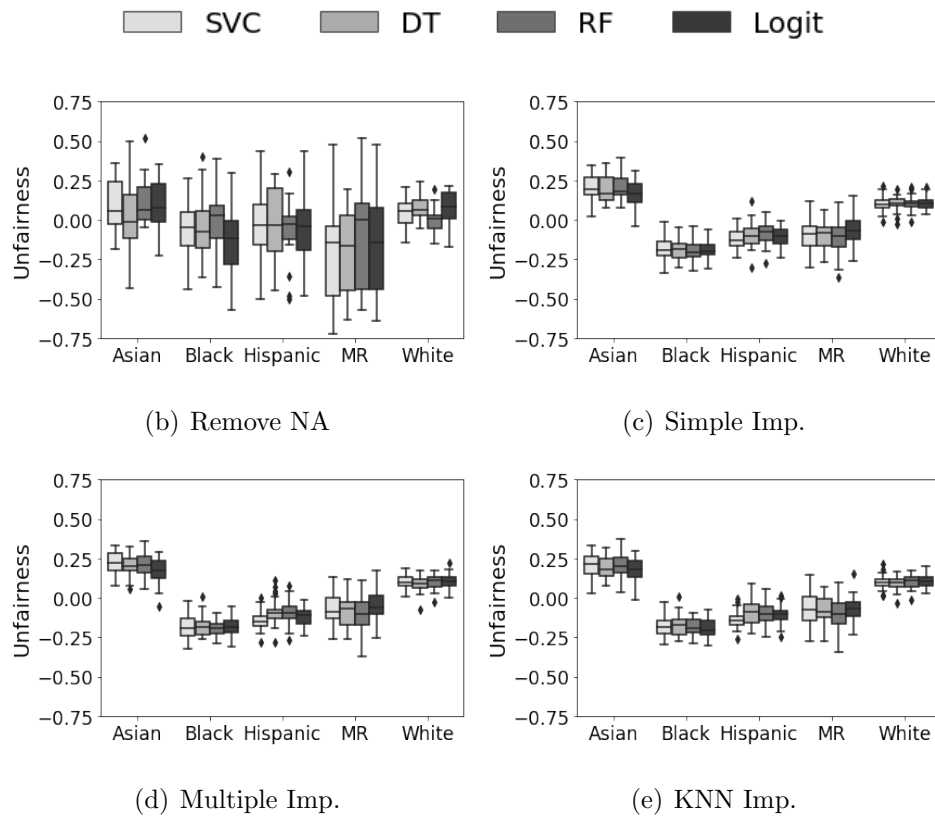 SVC DT RF Logit
0.75 0.75
0.50 0.50
0.25 0.25
0.00 0.00
−0.25 −0.25
−0.50 −0.50
−0.75 −0.75
Unfairness Unfairness
Asian Black Hispanic MR White Asian Black Hispanic MR White
(b) Remove NA (c) Simple Imp.
0.75 0.75
0.50 0.50
0.25 0.25
0.00 0.00
−0.25 −0.25
−0.50 −0.50
−0.75 −0.75
Unfairness Unfairness
Asian Black Hispanic MR White Asian Black Hispanic MR White
(d) Multiple Imp. (e) KNN Imp.